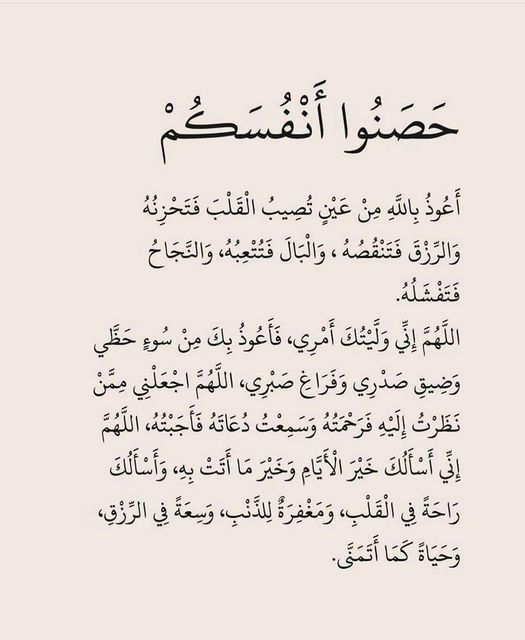 حَصَنُوا أَنْفُسَكُمْ
أَعُوذُ بِاللَّهِ مِنْ عَيْنٍ تُصِيبُ الْقَلْبَ فَتَحْزِنُهُ
وَالرِّزْقَ فَتَنْقُصُهُ ، وَالْبَالَ فَتُتْعِبُهُ، وَالنَّجَاحُ
فَتَفْشَلُهُ.
اللَّهُمَّ إِنِّي وَلَّيْتُكَ أَمْرِي، فَأَعُوذُ بِكَ مِنْ سُوءِ حَظَّي
وَضِيقِ صَدْرِي وَفَرَاغِ صَبْرِي، اللَّهُمَّ اجْعَلْنِي مِمَّنْ
نَظَرْتُ إِلَيْهِ فَرَحْمَتُهُ وَسَمِعْتُ دُعَاتَهُ فَأَجَبْتُهُ، اللَّهُمَّ
إِنِّي أَسْأَلُكَ خَيْرَ الْأَيَّامِ وَخَيْرَ مَا أَتَتْ بِهِ، وَأَسْأَلُكَ
رَاحَةً فِي الْقَلْبِ، وَمَغْفِرَةٌ لِلذَّنْبِ، وَسِعَةً فِي الرِّزْقِ،
وَحَيَاةً كَمَا أَتَمَنَّى.